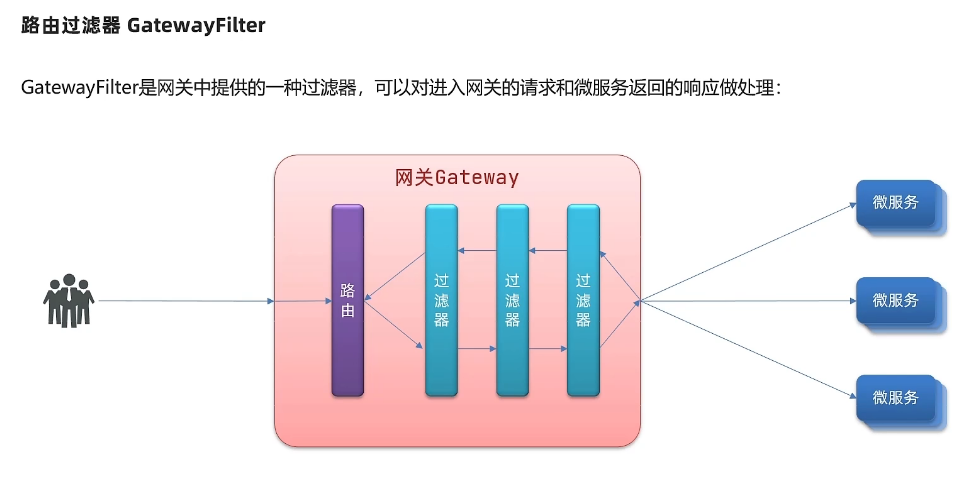 路由过滤器 GatewayFilter
GatewayFilter是网关中提供的一种过滤器，可以对进入网关的请求和微服务返回的响应做处理：
网关Gateway
路由
过滤器
过滤器
过滤器
微服务
微服务
微服务